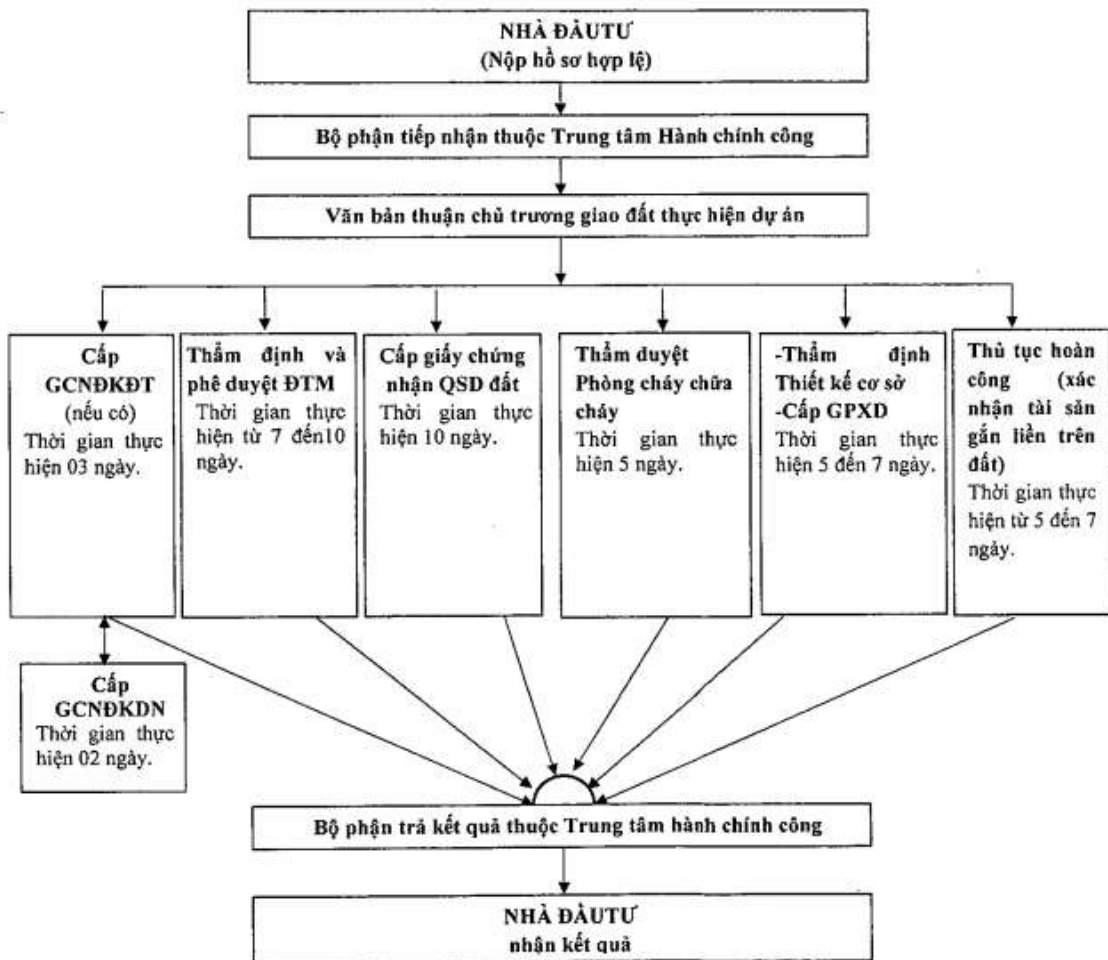 NHÀ ĐẦUTƯ
(Nộp hồ sơ hợp lệ)
Bộ phận tiếp nhận thuộc Trung tâm Hành chính công
Văn bản thuận chủ trương giao đất thực hiện dự án
Cấp
GCNĐKĐT
(nếu có)
Thời gian thực
hiện 03 ngày.
Thẩm định và
phê duyệt ĐTM
Thời gian thực
hiện từ 7 đến10
ngày.
Cấp giấy chứng
nhận QSD đất
Thời gian thực
hiện 10 ngày.
Thẩm duyệt
Phòng cháy chữa
cháy
Thời gian thực
hiện 5 ngày.
-Thẩm định
Thiết kế cơ sở
-Cấp GPXD
Thời gian thực
hiện 5 đến 7 ngày.
Thủ tục hoàn
công (xác
nhận tài sản
gắn liền trên
đất)
Thời gian thực
hiện từ 5 đến 7
ngày.
Cấp
GCNĐKDN
Thời gian thực
hiện 02 ngày.
Bộ phận trả kết quả thuộc Trung tâm hành chính công
NHÀ ĐẦUTƯ
nhận kết quả